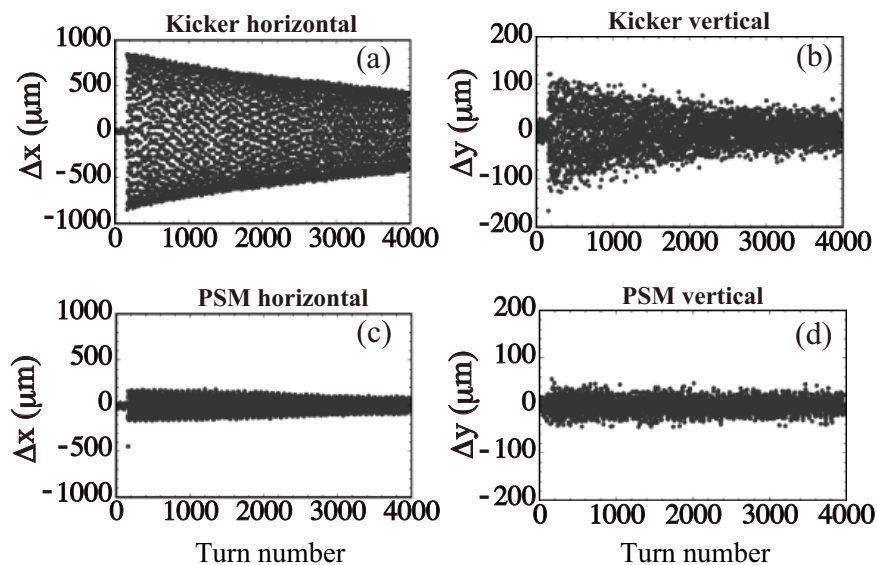 Kicker horizontal
1000
500
0
-500
-1000
Δx (μm)
(a)
0 1000 2000 3000 4000
Kicker vertical
200
100
0
-100
-200
Δy (μm)
(b)
0 1000 2000 3000 4000
PSM horizontal
1000
500
0
-500
-1000
Δx (μm)
(c)
0 1000 2000 3000 4000
Turn number
PSM vertical
200
100
0
-100
-200
Δy (μm)
(d)
0 1000 2000 3000 4000
Turn number